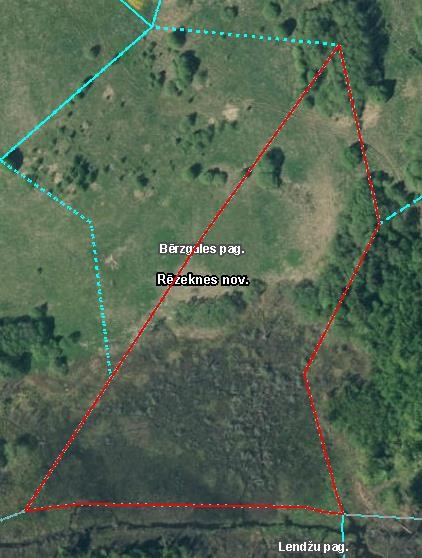 Bērzgales pag.
Rēzeknes nov.
Lendžu pag.